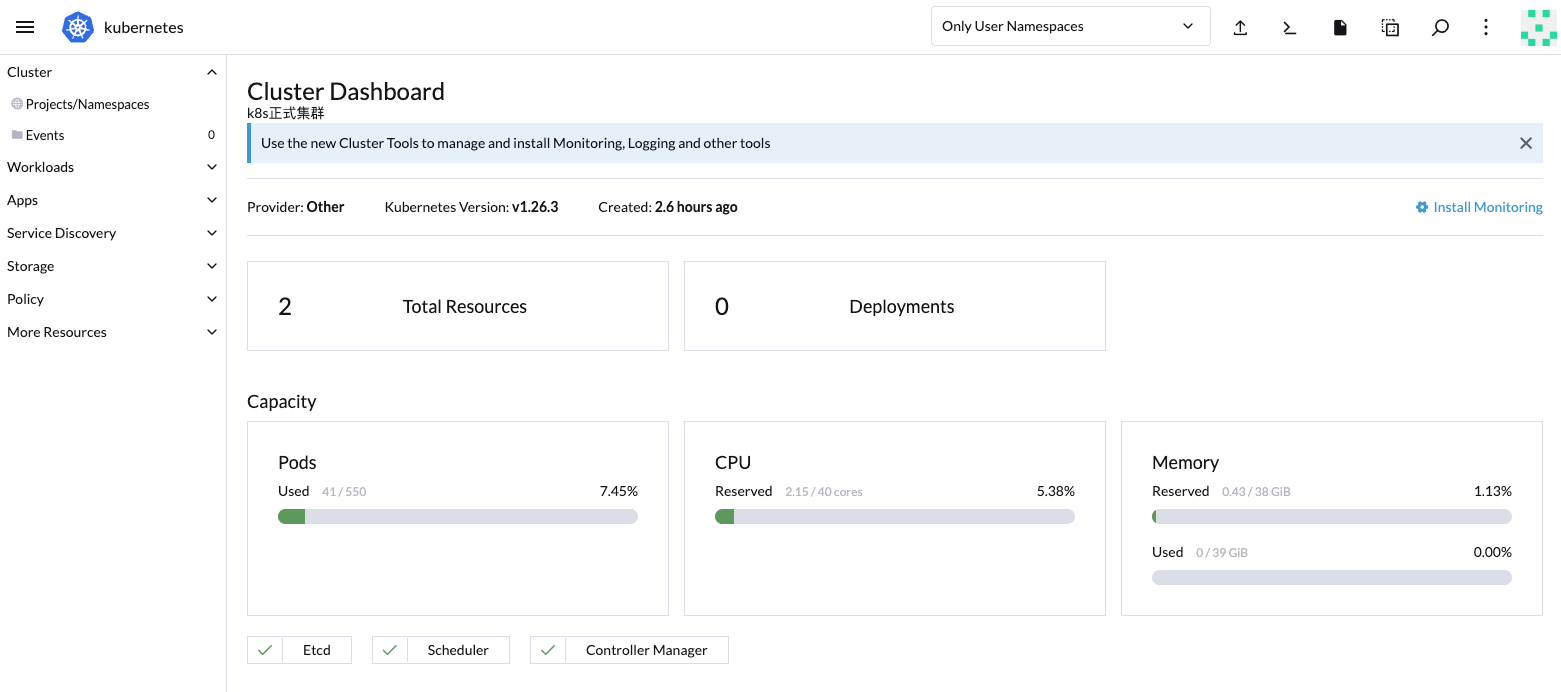 kubernetes
Only User Namespaces
Cluster
Projects/Namespaces
Events 0
Workloads
Apps
Service Discovery
Storage
Policy
More Resources
Cluster Dashboard
k8s正式集群
Use the new Cluster Tools to manage and install Monitoring, Logging and other tools
Provider: Other Kubernetes Version: v1.26.3 Created: 2.6 hours ago Install Monitoring
2 Total Resources
0 Deployments
Capacity
Pods
Used 41 / 550 7.45%
CPU
Reserved 2.15 / 40 cores 5.38%
Memory
Reserved 0.43 / 38 GiB 1.13%
Used 0 / 39 GiB 0.00%
Etcd
Scheduler
Controller Manager